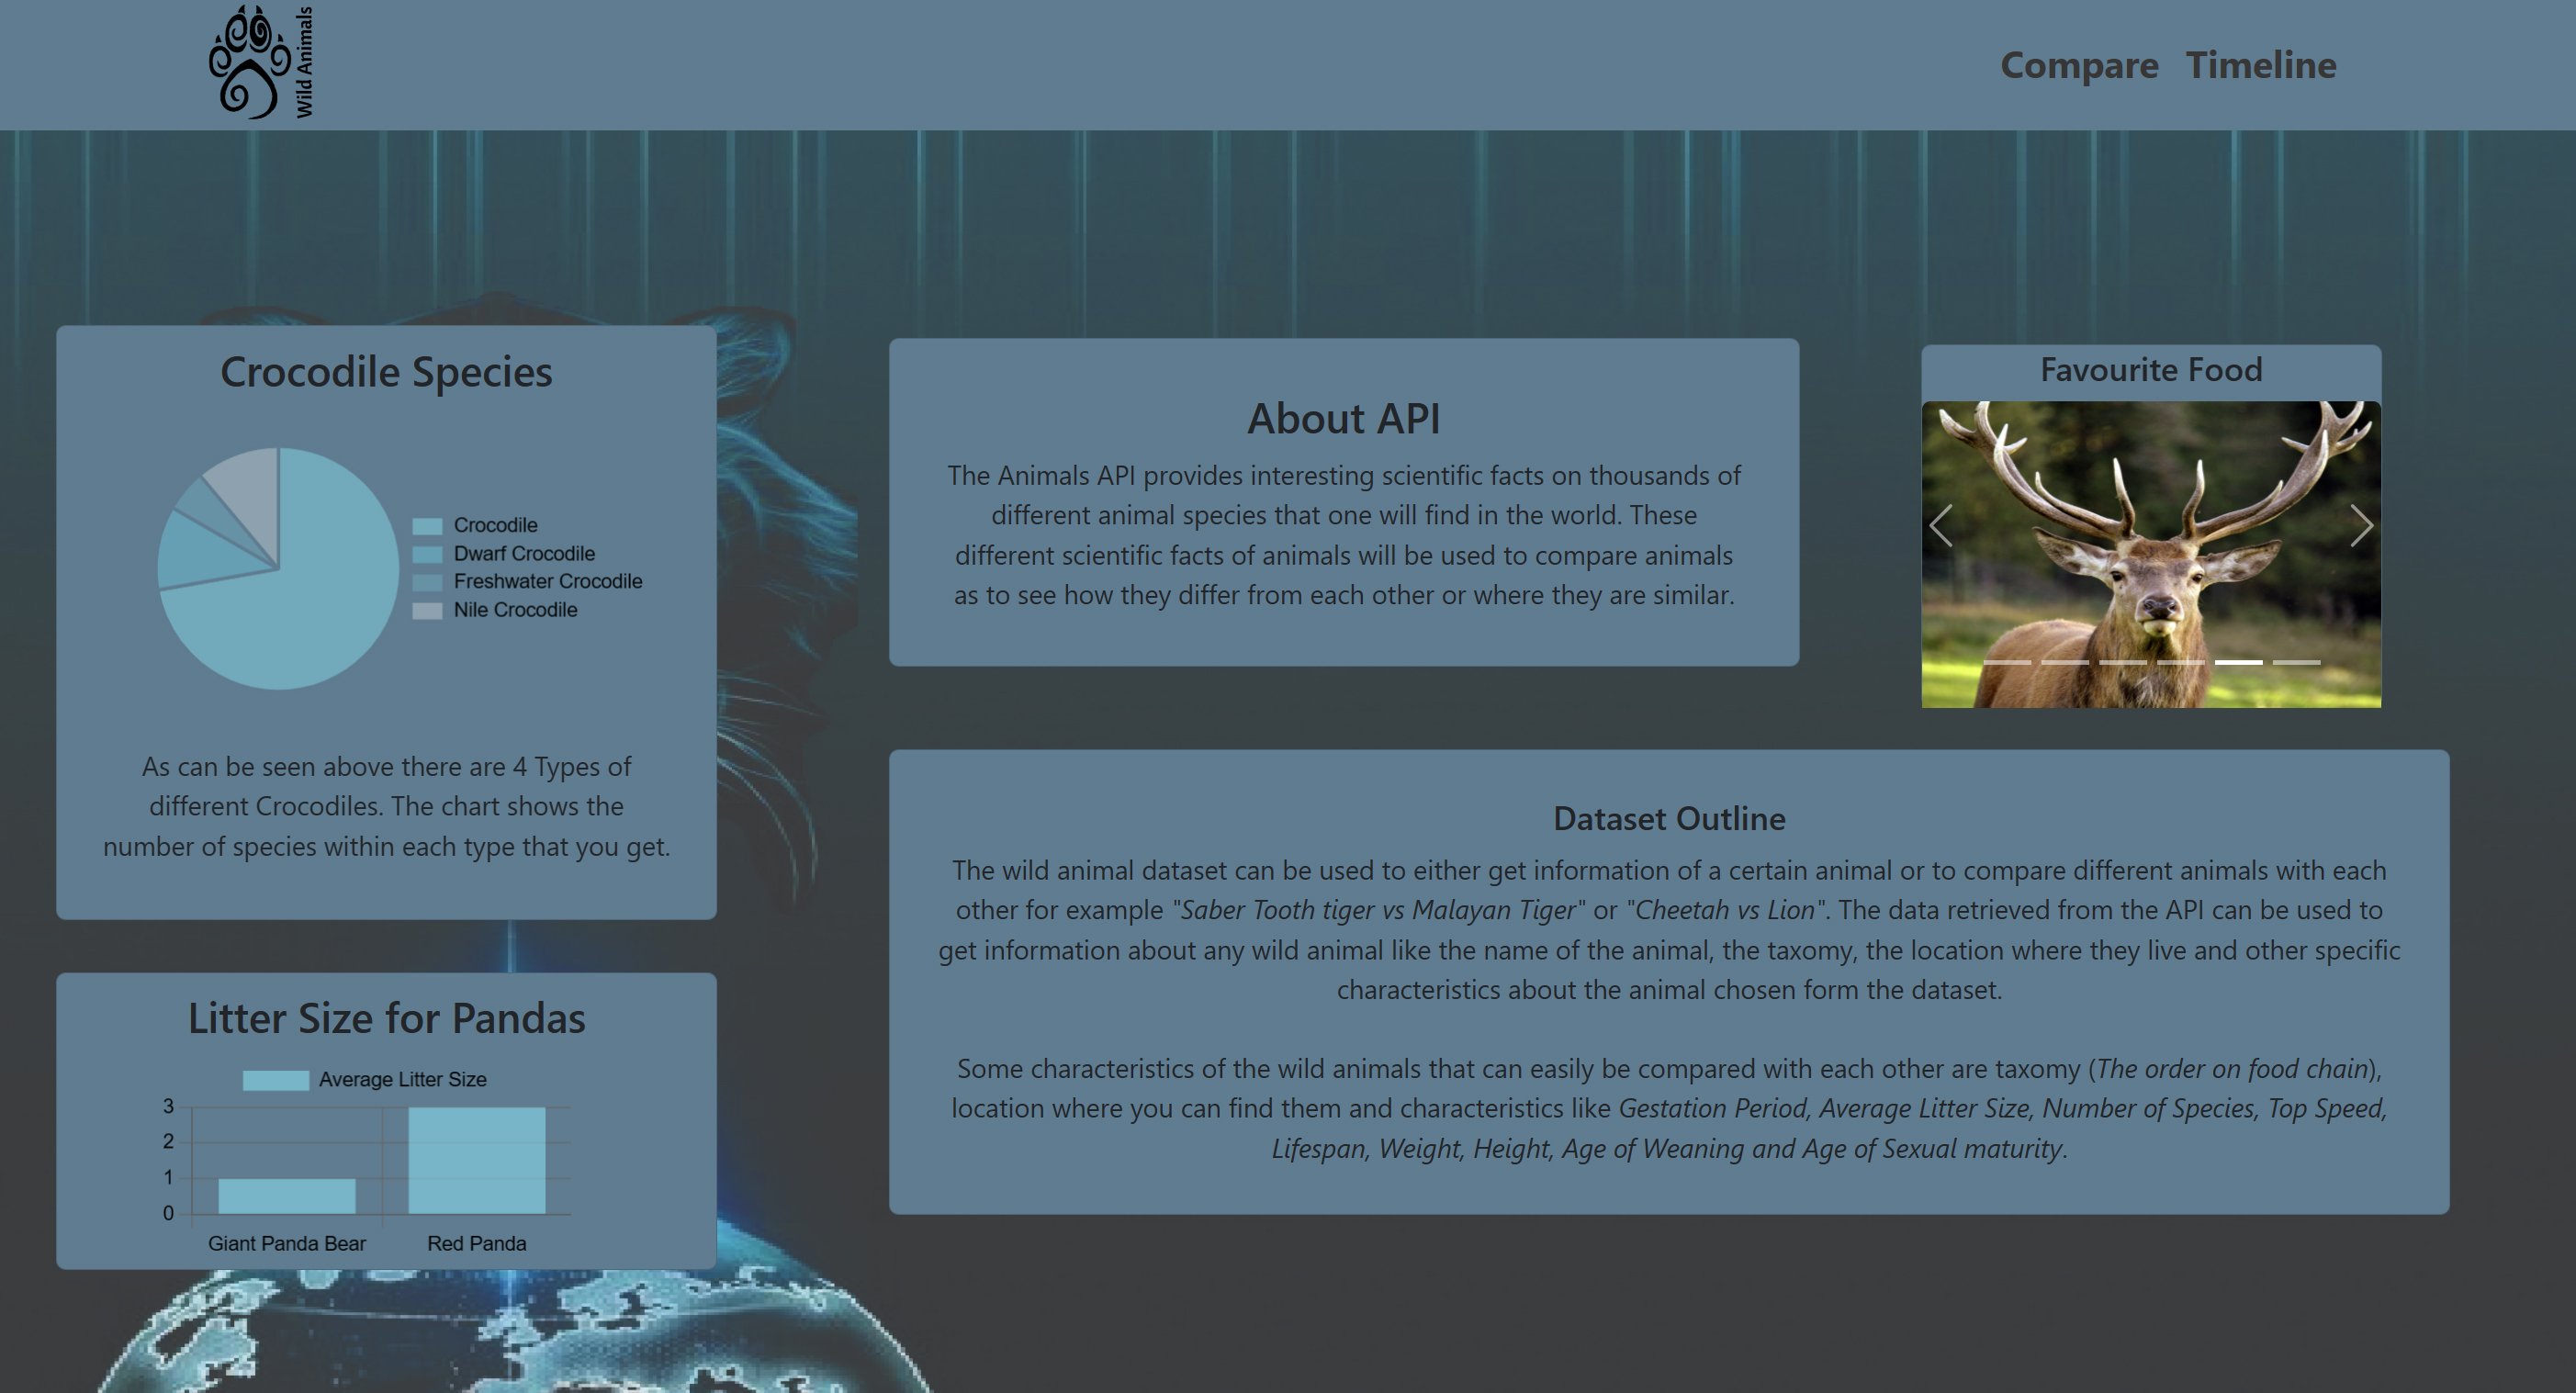 Wild Animals
Compare Timeline
Crocodile Species
Crocodile
Dwarf Crocodile
Freshwater Crocodile
Nile Crocodile
As can be seen above there are 4 Types of
different Crocodiles. The chart shows the
number of species within each type that you get.
Litter Size for Pandas
Average Litter Size
3
2
1
0
Giant Panda Bear Red Panda
About API
The Animals API provides interesting scientific facts on thousands of
different animal species that one will find in the world. These
different scientific facts of animals will be used to compare animals
as to see how they differ from each other or where they are similar.
Favourite Food
Dataset Outline
The wild animal dataset can be used to either get information of a certain animal or to compare different animals with each
other for example "Saber Tooth tiger vs Malayan Tiger" or "Cheetah vs Lion". The data retrieved from the API can be used to
get information about any wild animal like the name of the animal, the taxomy, the location where they live and other specific
characteristics about the animal chosen form the dataset.
Some characteristics of the wild animals that can easily be compared with each other are taxomy (The order on food chain),
location where you can find them and characteristics like Gestation Period, Average Litter Size, Number of Species, Top Speed,
Lifespan, Weight, Height, Age of Weaning and Age of Sexual maturity.